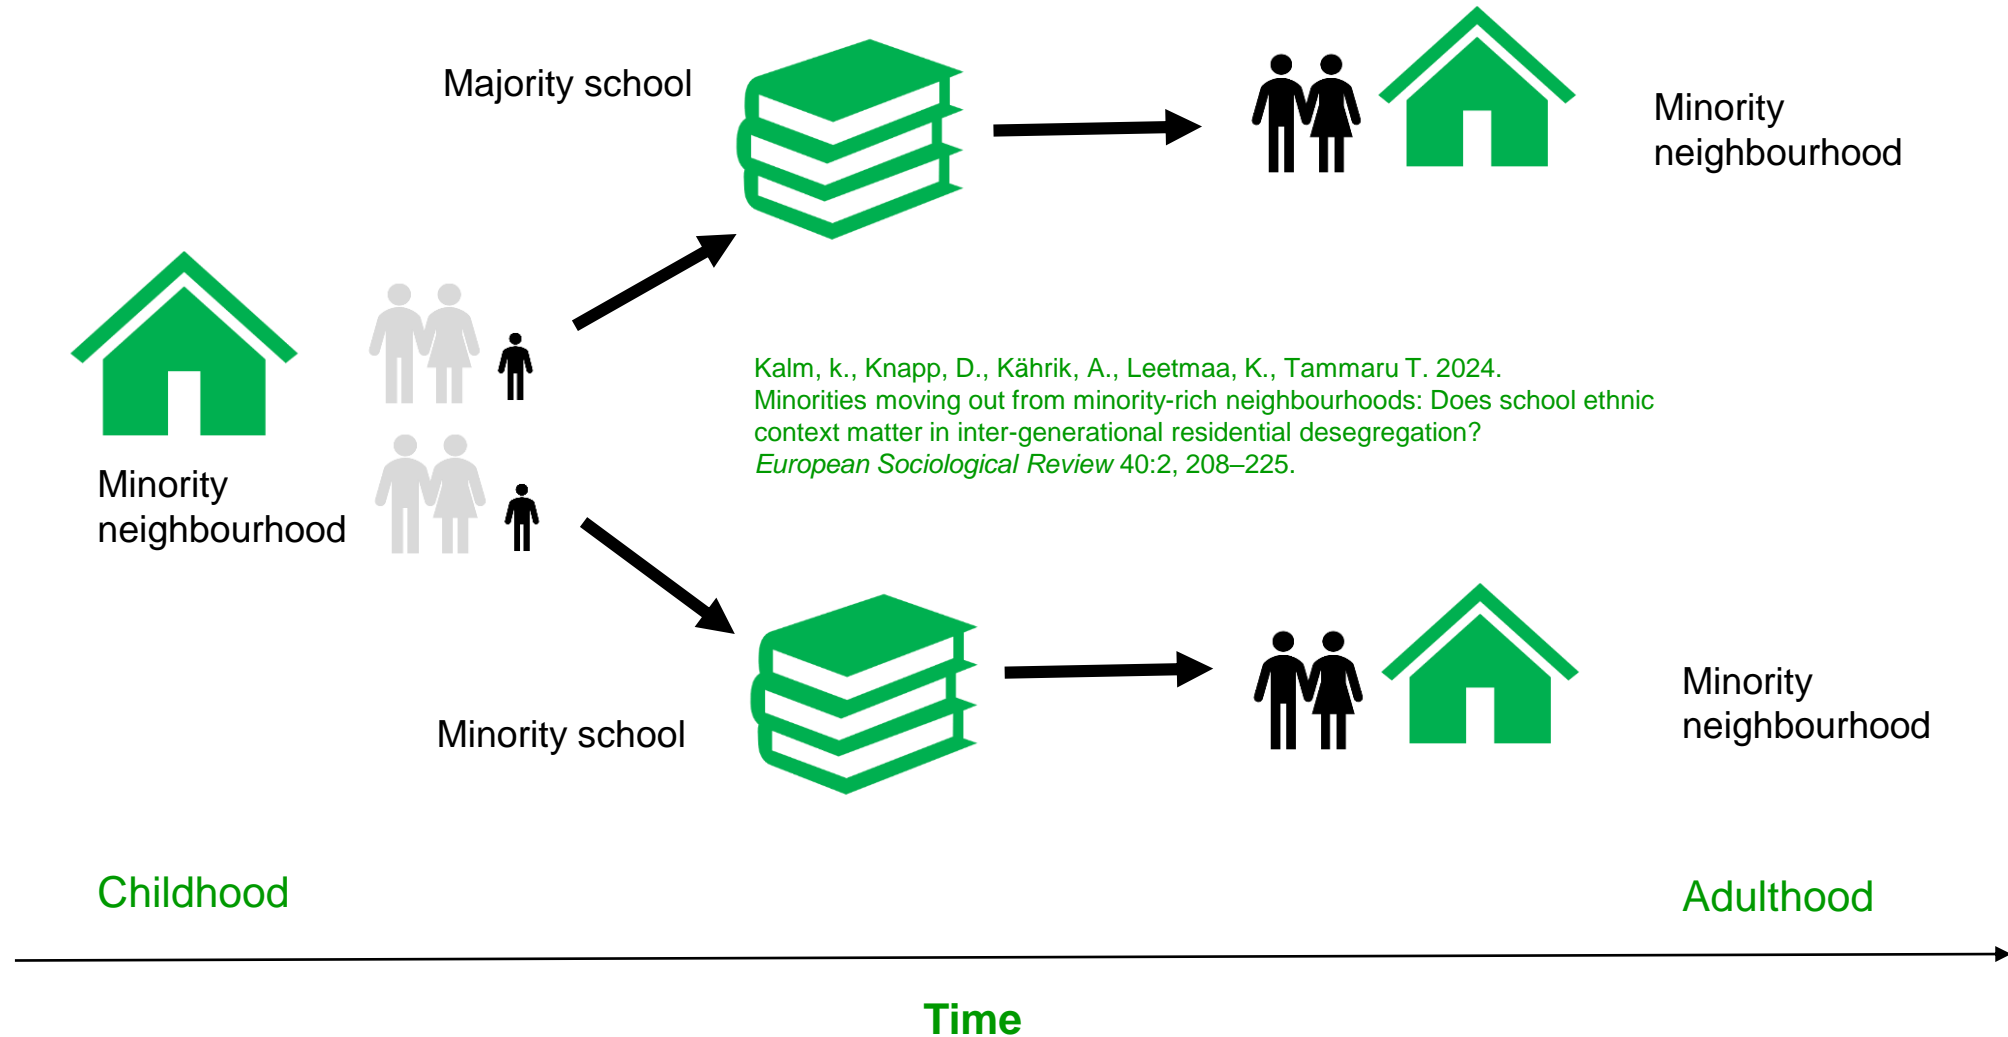 Majority school
Minority
neighbourhood
Kalm, k., Knapp, D., Kährik, A., Leetmaa, K., Tammaru T. 2024.
Minorities moving out from minority-rich neighbourhoods: Does school ethnic
context matter in inter-generational residential desegregation?
European Sociological Review 40:2, 208–225.
Minority
neighbourhood
Minority school
Minority
neighbourhood
Childhood
Adulthood
Time